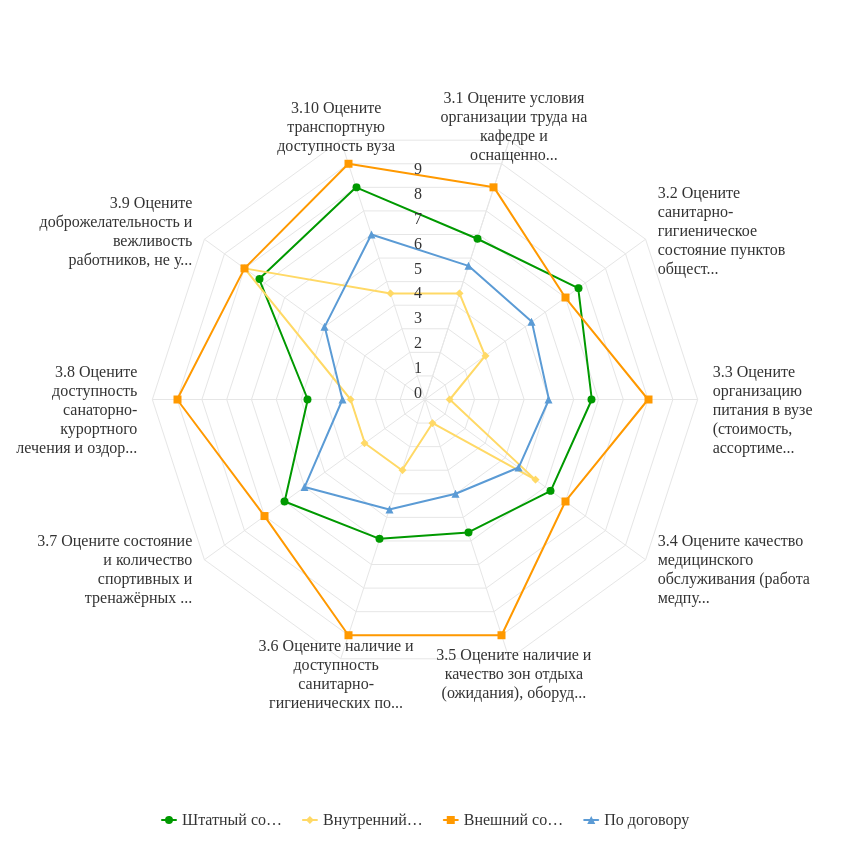 3.10 Оцените
транспортную
доступность вуза
3.1 Оцените условия
организации труда на
кафедре и
оснащенно...
3.2 Оцените
санитарно-
гигиеническое
состояние пунктов
общест...
3.3 Оцените
организацию
питания в вузе
(стоимость,
ассортиме...
3.4 Оцените качество
медицинского
обслуживания (работа
медпу...
3.5 Оцените наличие и
качество зон отдыха
(ожидания), оборуд...
3.6 Оцените наличие и
доступность
санитарно-
гигиенических по...
3.7 Оцените состояние
и количество
спортивных и
тренажёрных ...
3.8 Оцените
доступность
санаторно-
курортного
лечения и оздор...
3.9 Оцените
доброжелательность и
вежливость
работников, не у...
9
8
7
6
5
4
3
2
1
0
Штатный со…
Внутренний…
Внешний со…
По договору